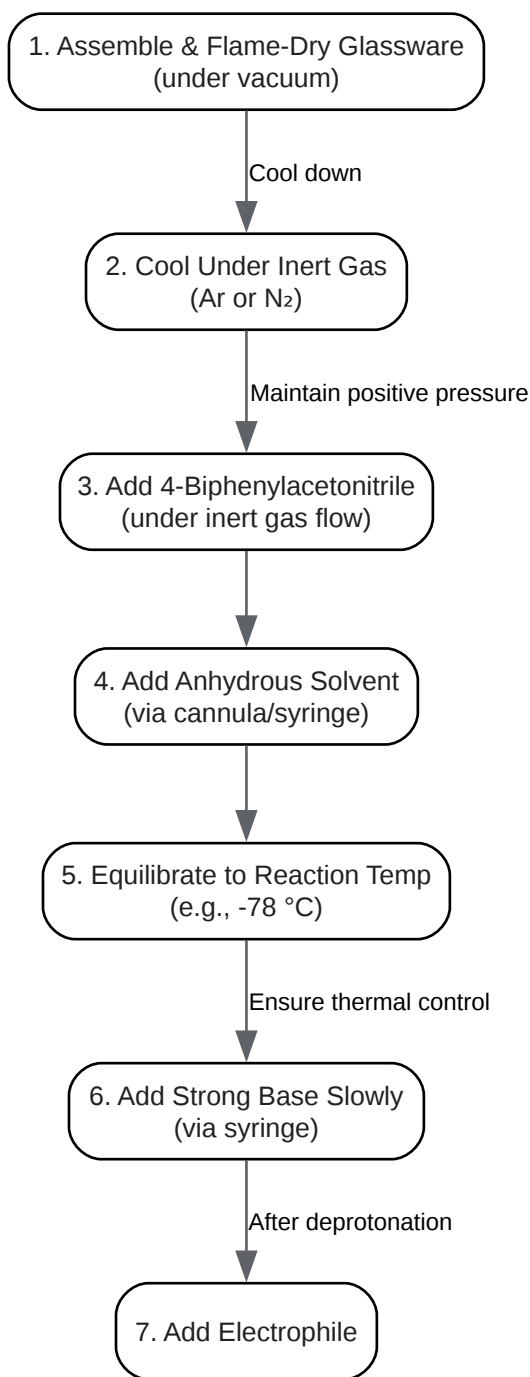 1. Assemble & Flame-Dry Glassware
(under vacuum)
Cool down
2. Cool Under Inert Gas
(Ar or N₂)
Maintain positive pressure
3. Add 4-Biphenylacetonitrile
(under inert gas flow)
4. Add Anhydrous Solvent
(via cannula/syringe)
5. Equilibrate to Reaction Temp
(e.g., -78 °C)
Ensure thermal control
6. Add Strong Base Slowly
(via syringe)
After deprotonation
7. Add Electrophile